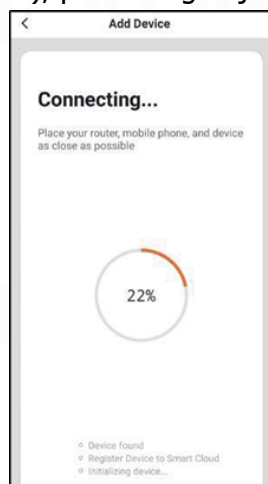 Add Device
Connecting...
Place your router, mobile phone, and device
as close as possible
22%
Device found
Register Device to Smart Cloud
Initializing device...